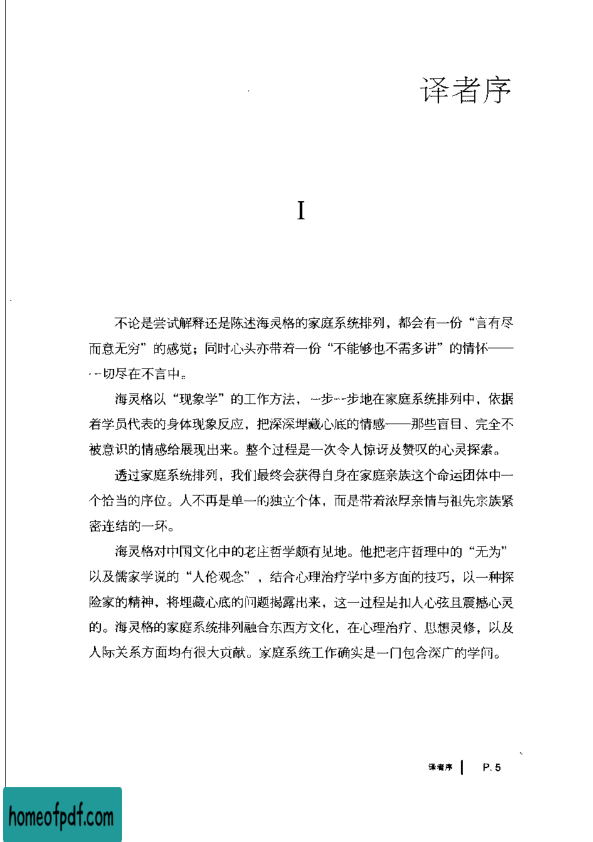 译者序
I
不论是尝试解释还是陈述海灵格的家庭系统排列，都会有一份“言有尽
而意无穷”的感觉；同时心头亦带着一份“不能够也不需多讲”的情怀——
一切尽在不言中。
海灵格以“现象学”的工作方法，一步一步地在家庭系统排列中，依据
着学员代表的身体现象反应，把深深埋藏心底的情感——那些盲目、完全不
被意识的情感给展现出来。整个过程是一次令人惊讶及赞叹的心灵探索。
透过家庭系统排列，我们最终会获得自身在家庭亲族这个命运团体中一
个恰当的序位。人不再是单一的独立个体，而是带着浓厚亲情与祖先宗族紧
密连结的一环。
海灵格对中国文化中的老庄哲学颇有见地。他把老庄哲理中的“无为”
以及儒家学说的“人伦观念”，结合心理治疗学中多方面的技巧，以一种探
险家的精神，将埋藏心底的问题揭露出来，这一过程是扣人心弦且震撼心灵
的。海灵格的家庭系统排列融合东西方文化，在心理治疗、思想灵修，以及
人际关系方面均有很大贡献。家庭系统工作确实是一门包含深广的学问。
译者序 P. 5
homeofpdf.com